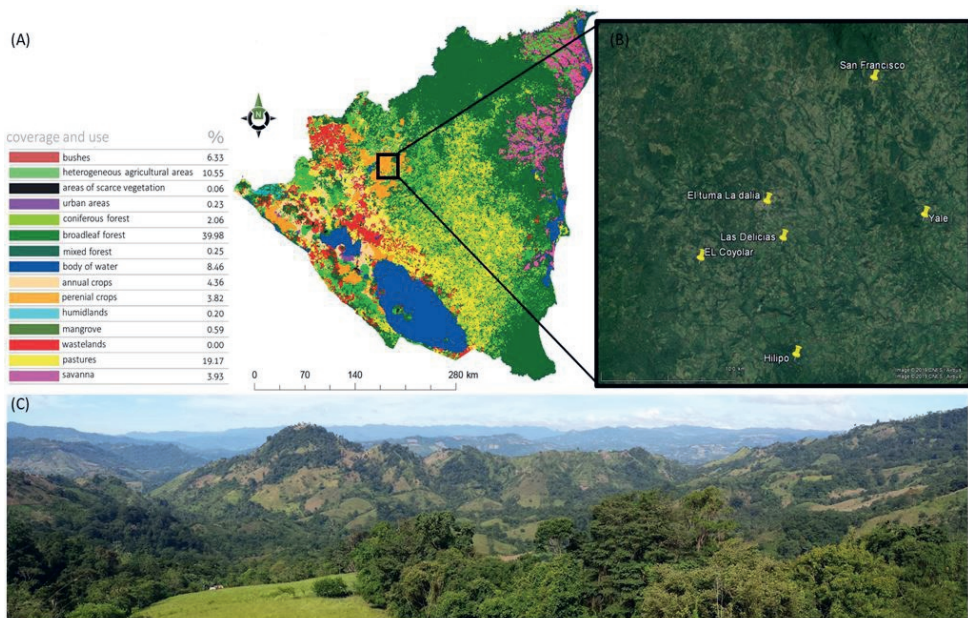 (A)
N
coverage and use %
bushes 6.33
heterogeneous agricultural areas 10.55
areas of scarce vegetation 0.06
urban areas 0.23
coniferous forest 2.06
broadleaf forest 39.98
mixed forest 0.25
body of water 8.46
annual crops 4.36
perenial crops 3.82
humidlands 0.20
mangrove 0.59
wastelands 0.00
pastures 19.17
savanna 3.93
0 70 140 280 km
(B)
San Francisco
El tuma La dalia
Yale
Las Delicias
EL Coyolar
Hilipo
(C)